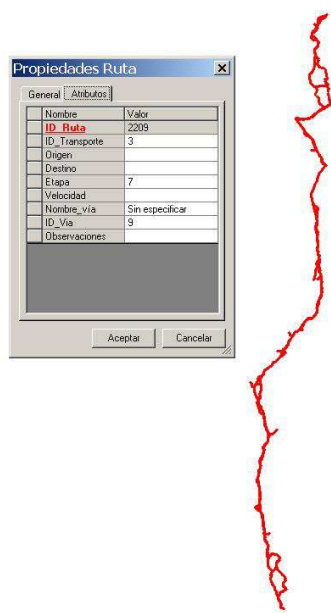 Propiedades Ruta
General Atributos
Nombre Valor
ID_Ruta 2209
ID_Transporte 3
Origen
Destino
Etapa 7
Velocidad
Nombre_vía Sin especificar
ID_Via 9
Observaciones
Aceptar Cancelar